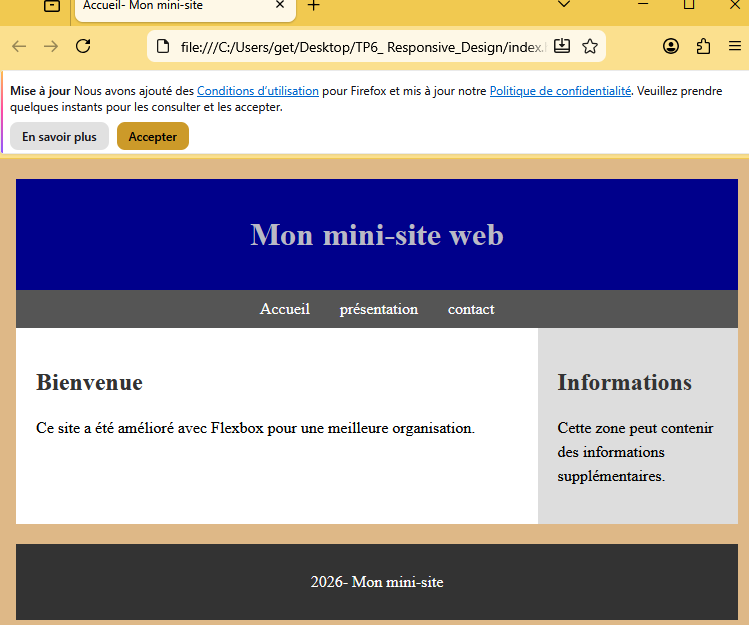 Accueil- Mon mini-site
file:///C:/Users/get/Desktop/TP6_ Responsive_Design/index.
Mise à jour Nous avons ajouté des Conditions d’utilisation pour Firefox et mis à jour notre Politique de confidentialité. Veuillez prendre
quelques instants pour les consulter et les accepter.
En savoir plus Accepter
Mon mini-site web
Accueil présentation contact
Bienvenue
Ce site a été amélioré avec Flexbox pour une meilleure organisation.
Informations
Cette zone peut contenir
des informations
supplémentaires.
2026- Mon mini-site